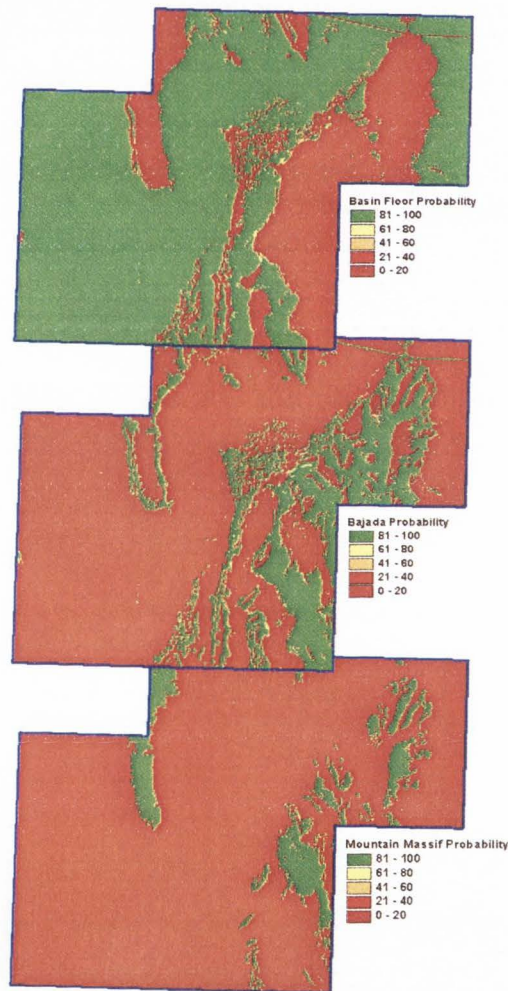 Basin Floor Probability
81 - 100
61 - 80
41 - 60
21 - 40
0 - 20
Bajada Probability
81 - 100
61 - 80
41 - 60
21 - 40
0 - 20
Mountain Massif Probability
81 - 100
61 - 80
41 - 60
21 - 40
0 - 20